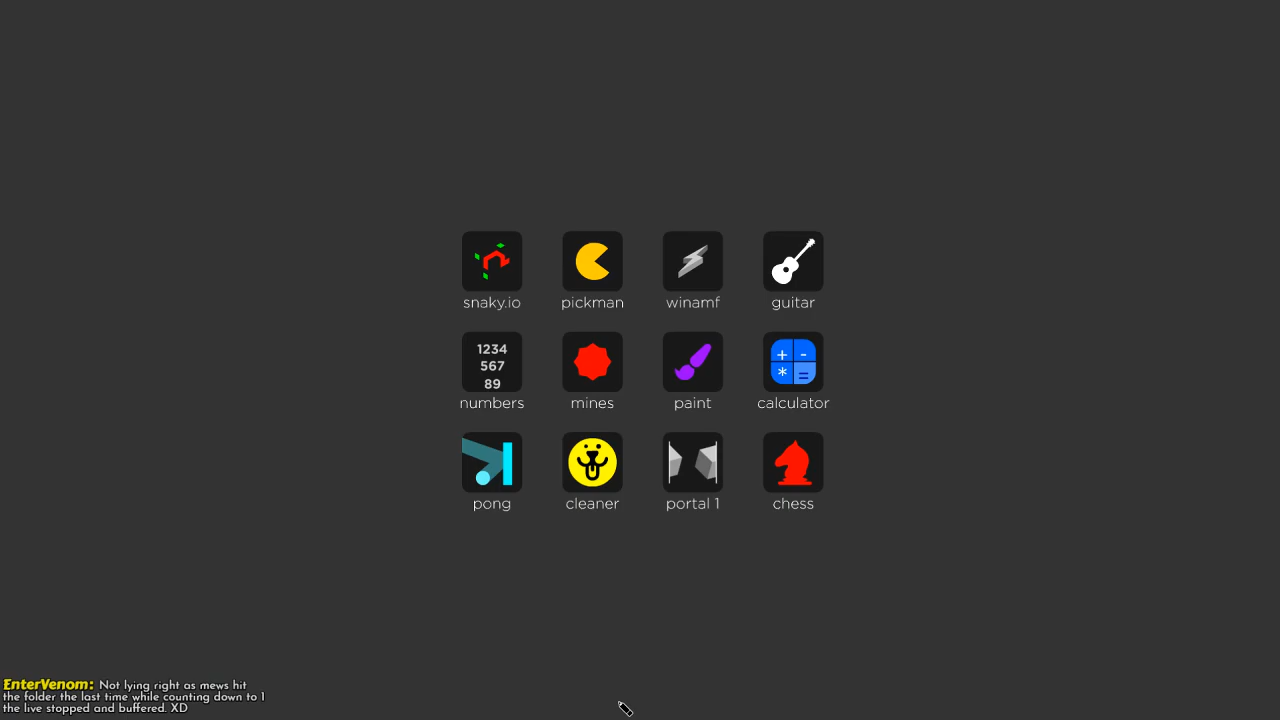 snaky.io pickman winamf guitar
1234
567
89
+ -
* =
numbers mines paint calculator
pong cleaner portal 1 chess
EnterVenom: Not lying right as mews hit
the folder the last time while counting down to 1
the live stopped and buffered. XD